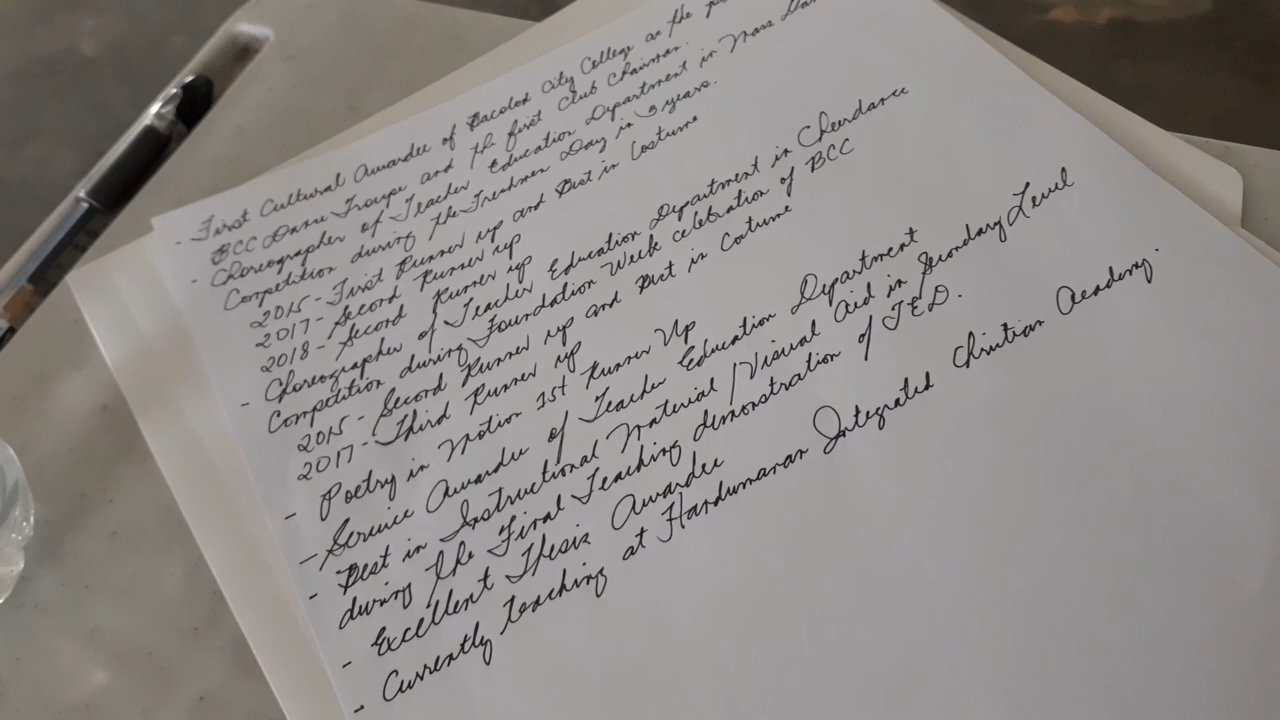 - First Cultural Awardee of Bacolod City College as the
BCC Dance Troupe and the first Club Chairman.
- Choreographer of Teacher Education Department in Mass
Competition during the Freshmen Day in 3 years.
2015 - First Runner up and Best in Costume
2017 - Second Runner up
2018 - Second Runner up
- Choreographer of Teacher Education Department in Cheerdance
Competition during Foundation Week celebration of BCC
2015 - Second Runner up and Best in Costume
2017 - Third Runner up
- Poetry in Motion 1st Runner Up
- Service Awardee of Teacher Education Department
- Best in Instructional Material / Visual Aid in Secondary Level
during the Final Teaching demonstration of TED.
- Excellent Thesis Awardee
- Currently teaching at Handumanan Integrated Christian Academy.